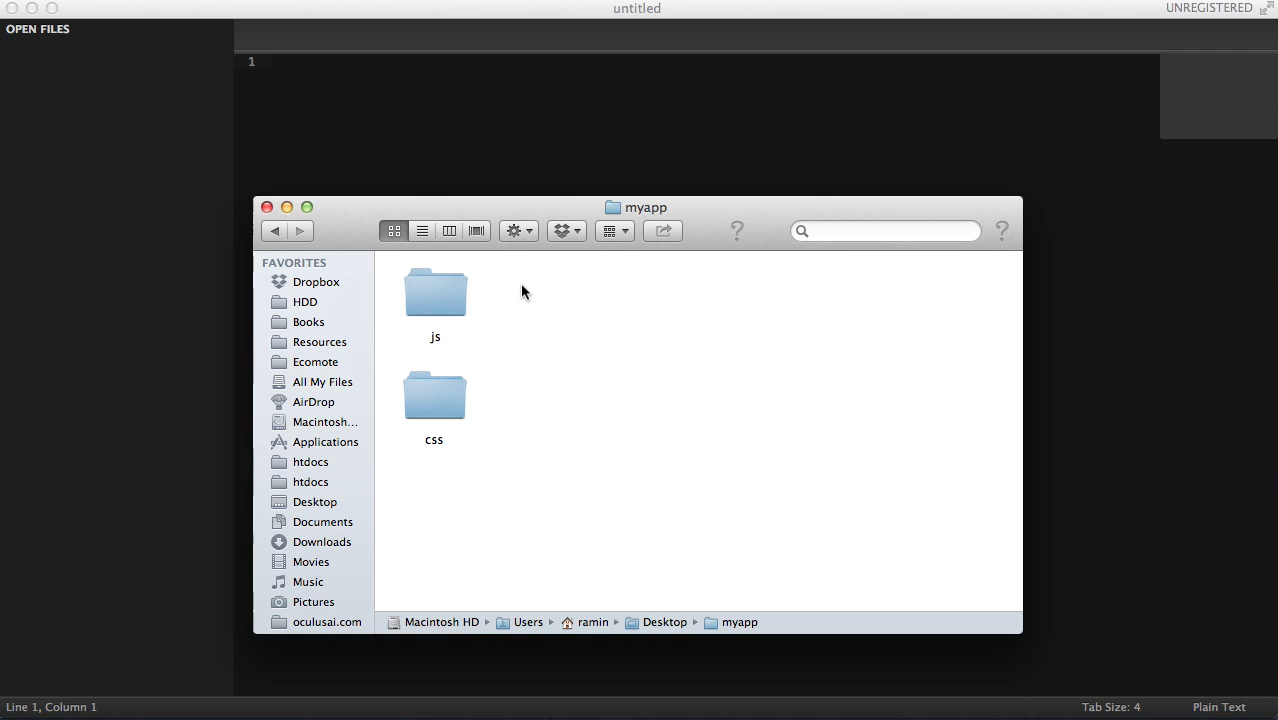 untitled
UNREGISTERED
OPEN FILES
1
myapp
FAVORITES
Dropbox
HDD
Books
Resources
Ecomote
All My Files
AirDrop
Macintosh...
Applications
htdocs
htdocs
Desktop
Documents
Downloads
Movies
Music
Pictures
oculusai.com
js
css
Macintosh HD Users ramin Desktop myapp
Line 1, Column 1
Tab Size: 4
Plain Text